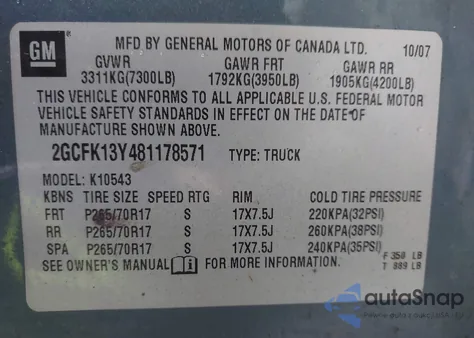 GM
MFD BY GENERAL MOTORS OF CANADA LTD. 10/07
GVWR GAWR FRT GAWR RR
3311KG(7300LB) 1792KG(3950LB) 1905KG(4200LB)
THIS VEHICLE CONFORMS TO ALL APPLICABLE U.S. FEDERAL MOTOR
VEHICLE SAFETY STANDARDS IN EFFECT ON THE DATE OF
MANUFACTURE SHOWN ABOVE.
2GCFK13Y481178571 TYPE: TRUCK
MODEL: K10543
KBNS TIRE SIZE SPEED RTG RIM COLD TIRE PRESSURE
FRT P265/70R17 S 17X7.5J 220KPA(32PSI)
RR P265/70R17 S 17X7.5J 260KPA(38PSI)
SPA P265/70R17 S 17X7.5J 240KPA(35PSI)
SEE OWNER'S MANUAL FOR MORE INFORMATION.
F 358 LB
T 889 LB
autoSnap